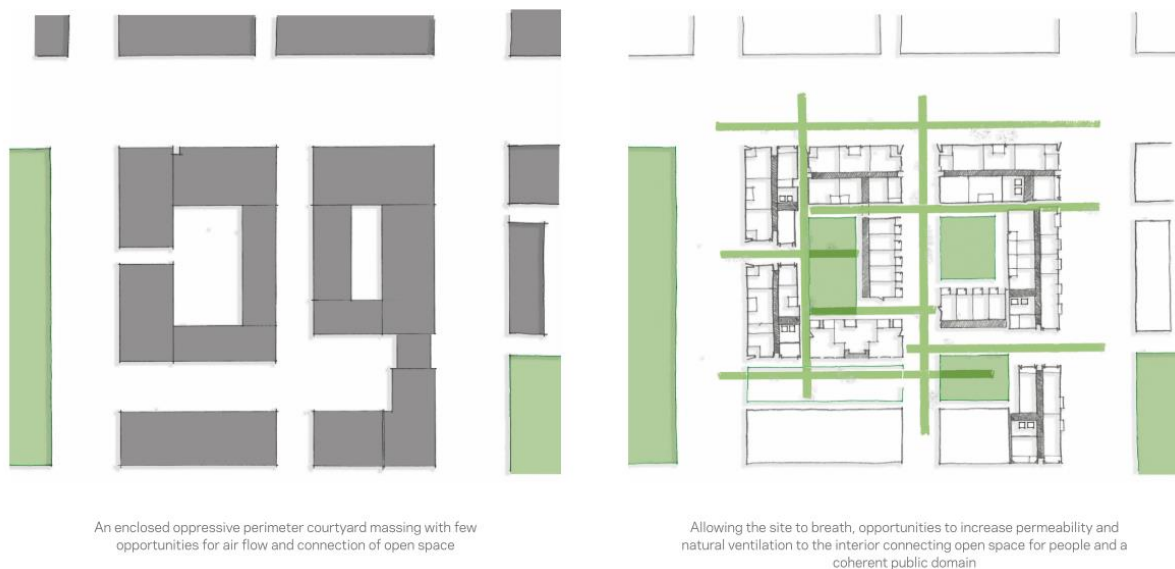 An enclosed oppressive perimeter courtyard massing with few
opportunities for air flow and connection of open space
Allowing the site to breath, opportunities to increase permeability and
natural ventilation to the interior connecting open space for people and a
coherent public domain